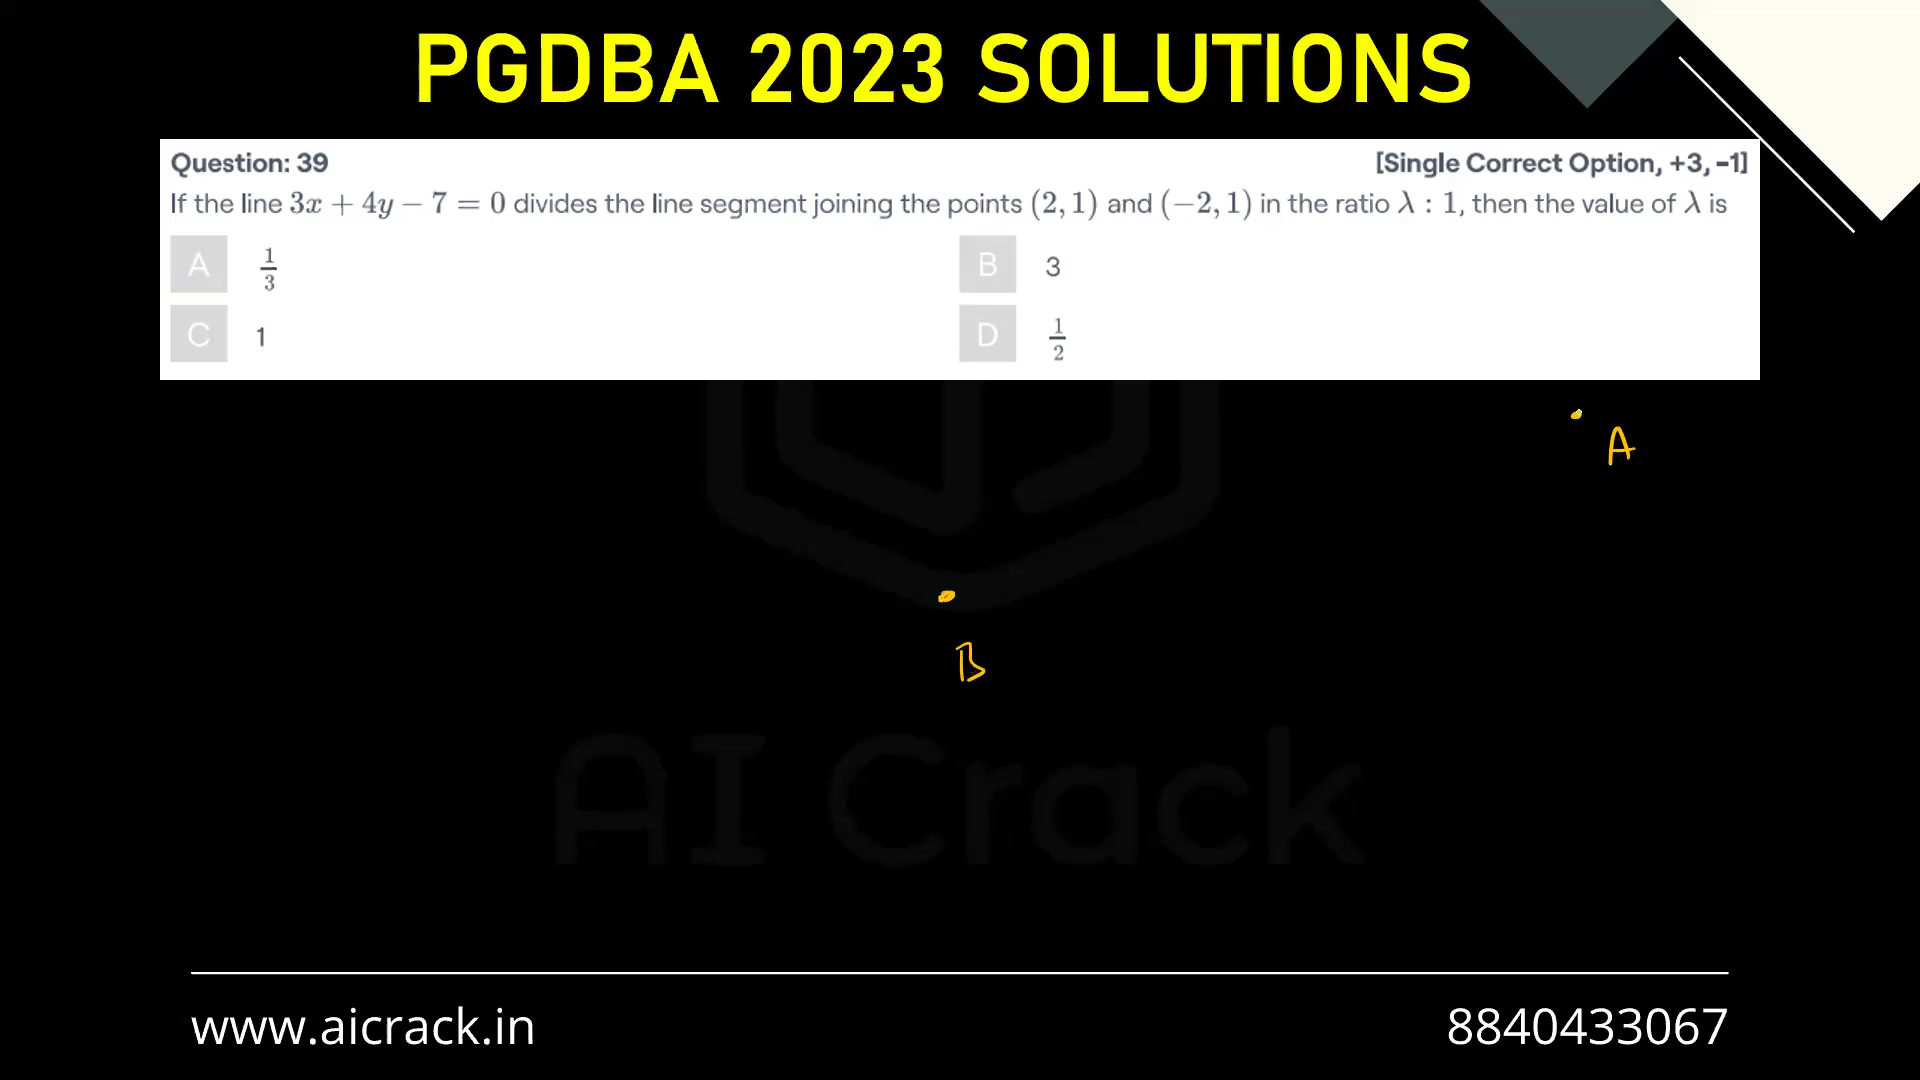 PGDBA 2023 SOLUTIONS
Question: 39 [Single Correct Option, +3, −1]
If the line 3x + 4y − 7 = 0 divides the line segment joining the points (2, 1) and (−2, 1) in the ratio λ : 1, then the value of λ is
A 1/3 B 3
C 1 D 1/2
A
B
AI Crack
www.aicrack.in 8840433067